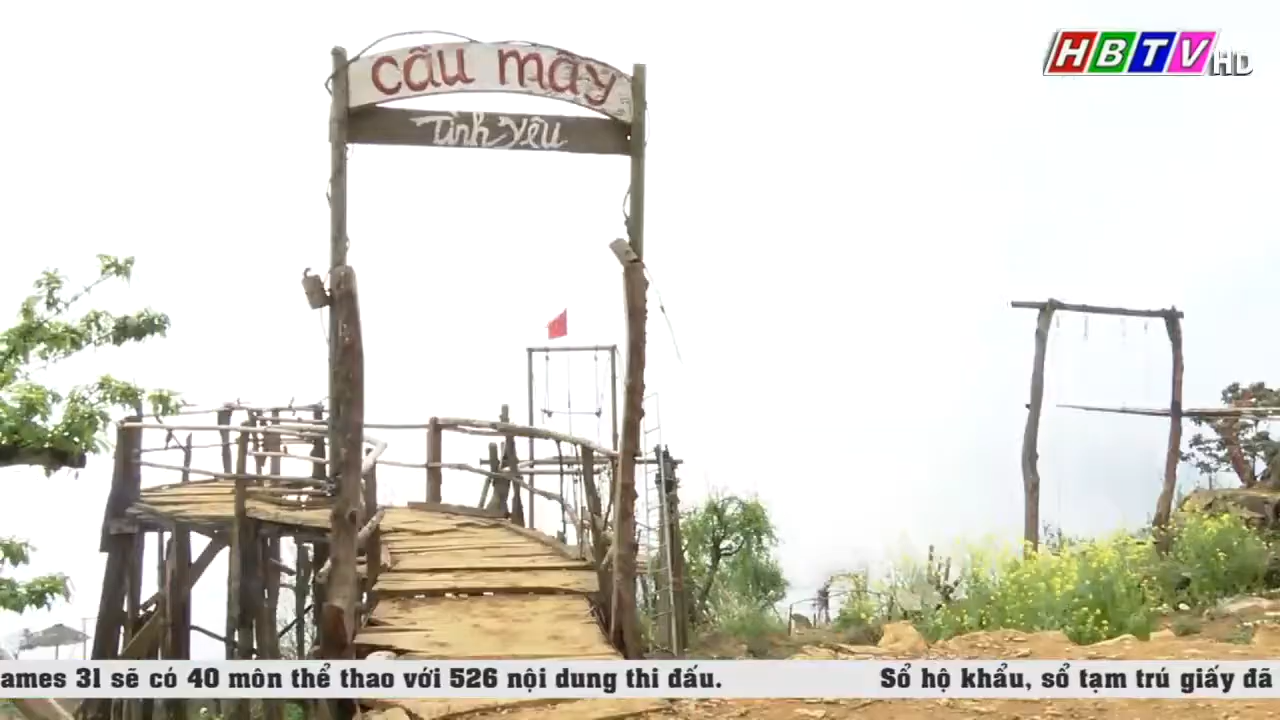 cầu mây
Tình yêu
HBTV HD
ames 31 sẽ có 40 môn thể thao với 526 nội dung thi đấu.
Sổ hộ khẩu, sổ tạm trú giấy đã